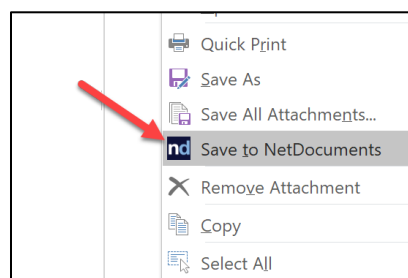 Quick Print
Save As
Save All Attachments...
nd Save to NetDocuments
Remove Attachment
Copy
Select All